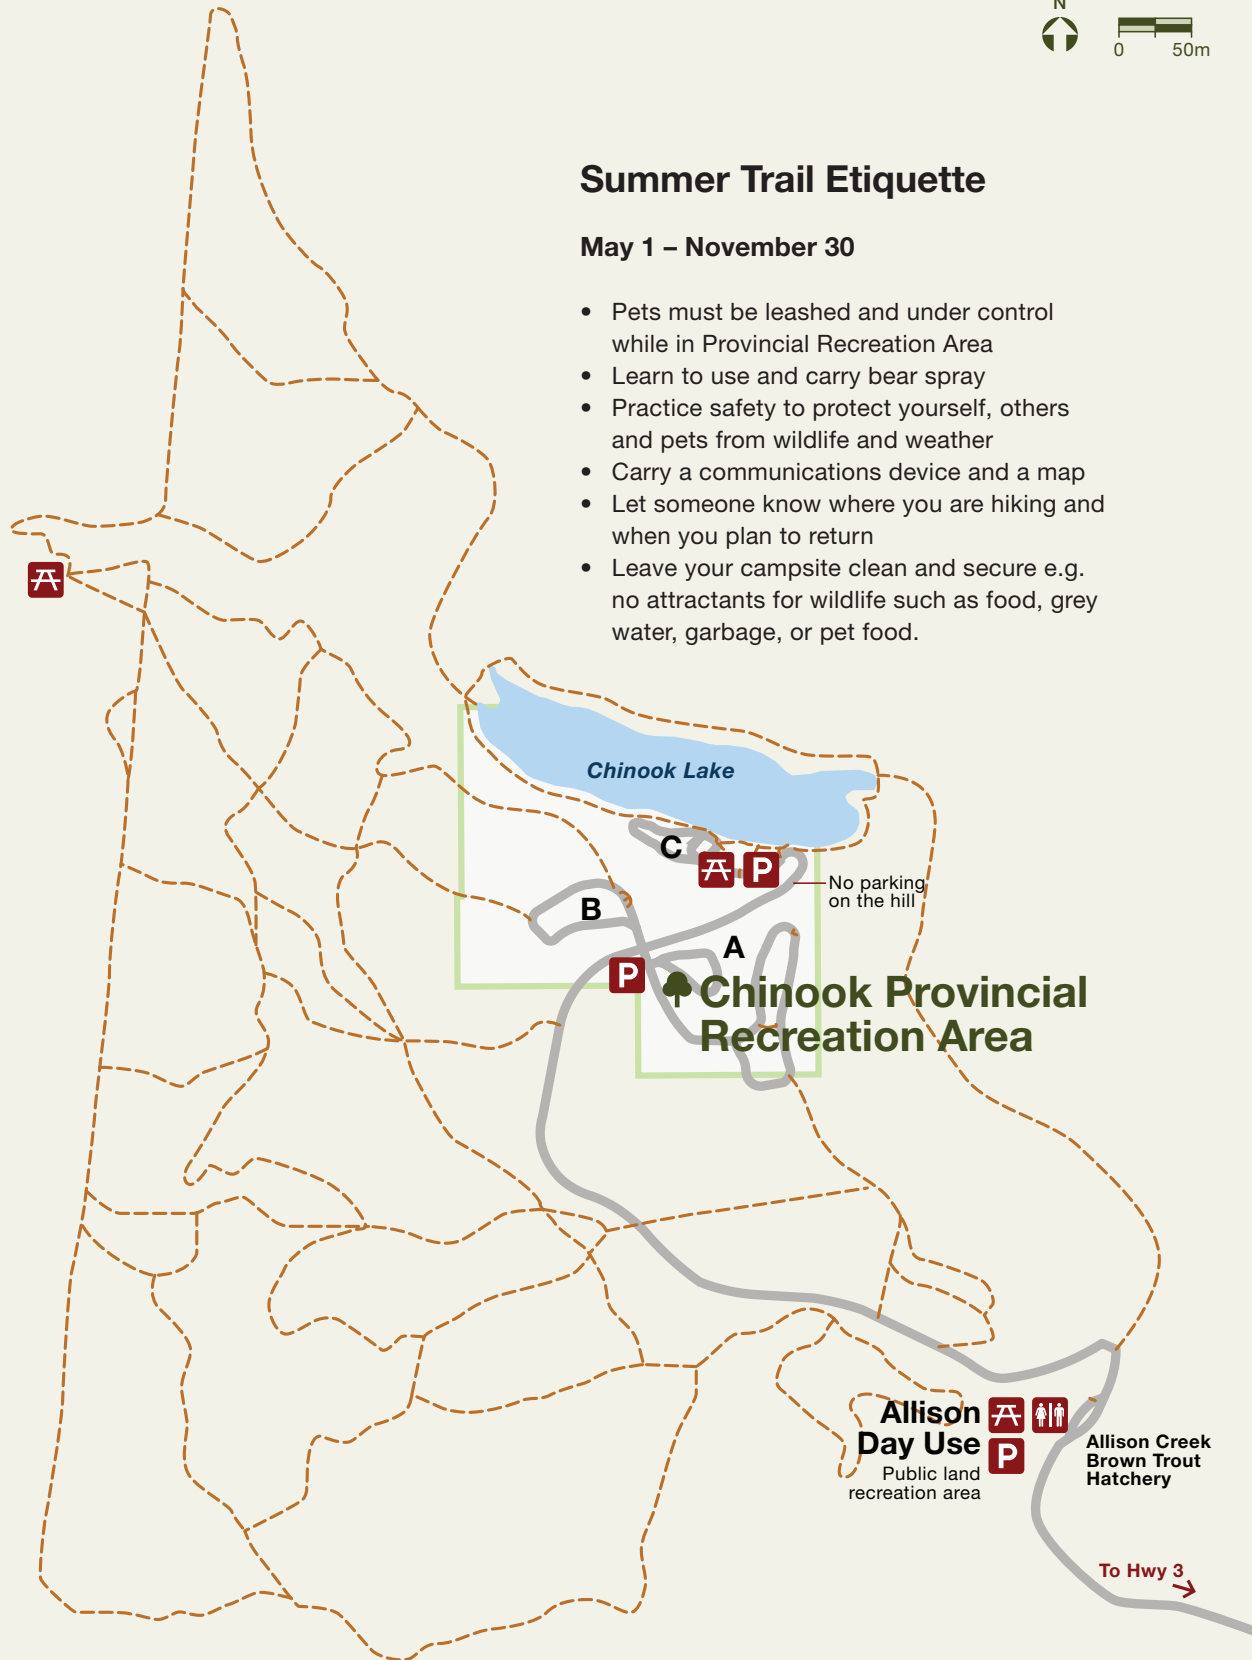 N
0 50m
Summer Trail Etiquette
May 1 – November 30
• Pets must be leashed and under control
while in Provincial Recreation Area
• Learn to use and carry bear spray
• Practice safety to protect yourself, others
and pets from wildlife and weather
• Carry a communications device and a map
• Let someone know where you are hiking and
when you plan to return
• Leave your campsite clean and secure e.g.
no attractants for wildlife such as food, grey
water, garbage, or pet food.
Chinook Lake
C
P
No parking
on the hill
B
A
P
Chinook Provincial
Recreation Area
Allison
Day Use
P
Public land
recreation area
Allison Creek
Brown Trout
Hatchery
To Hwy 3